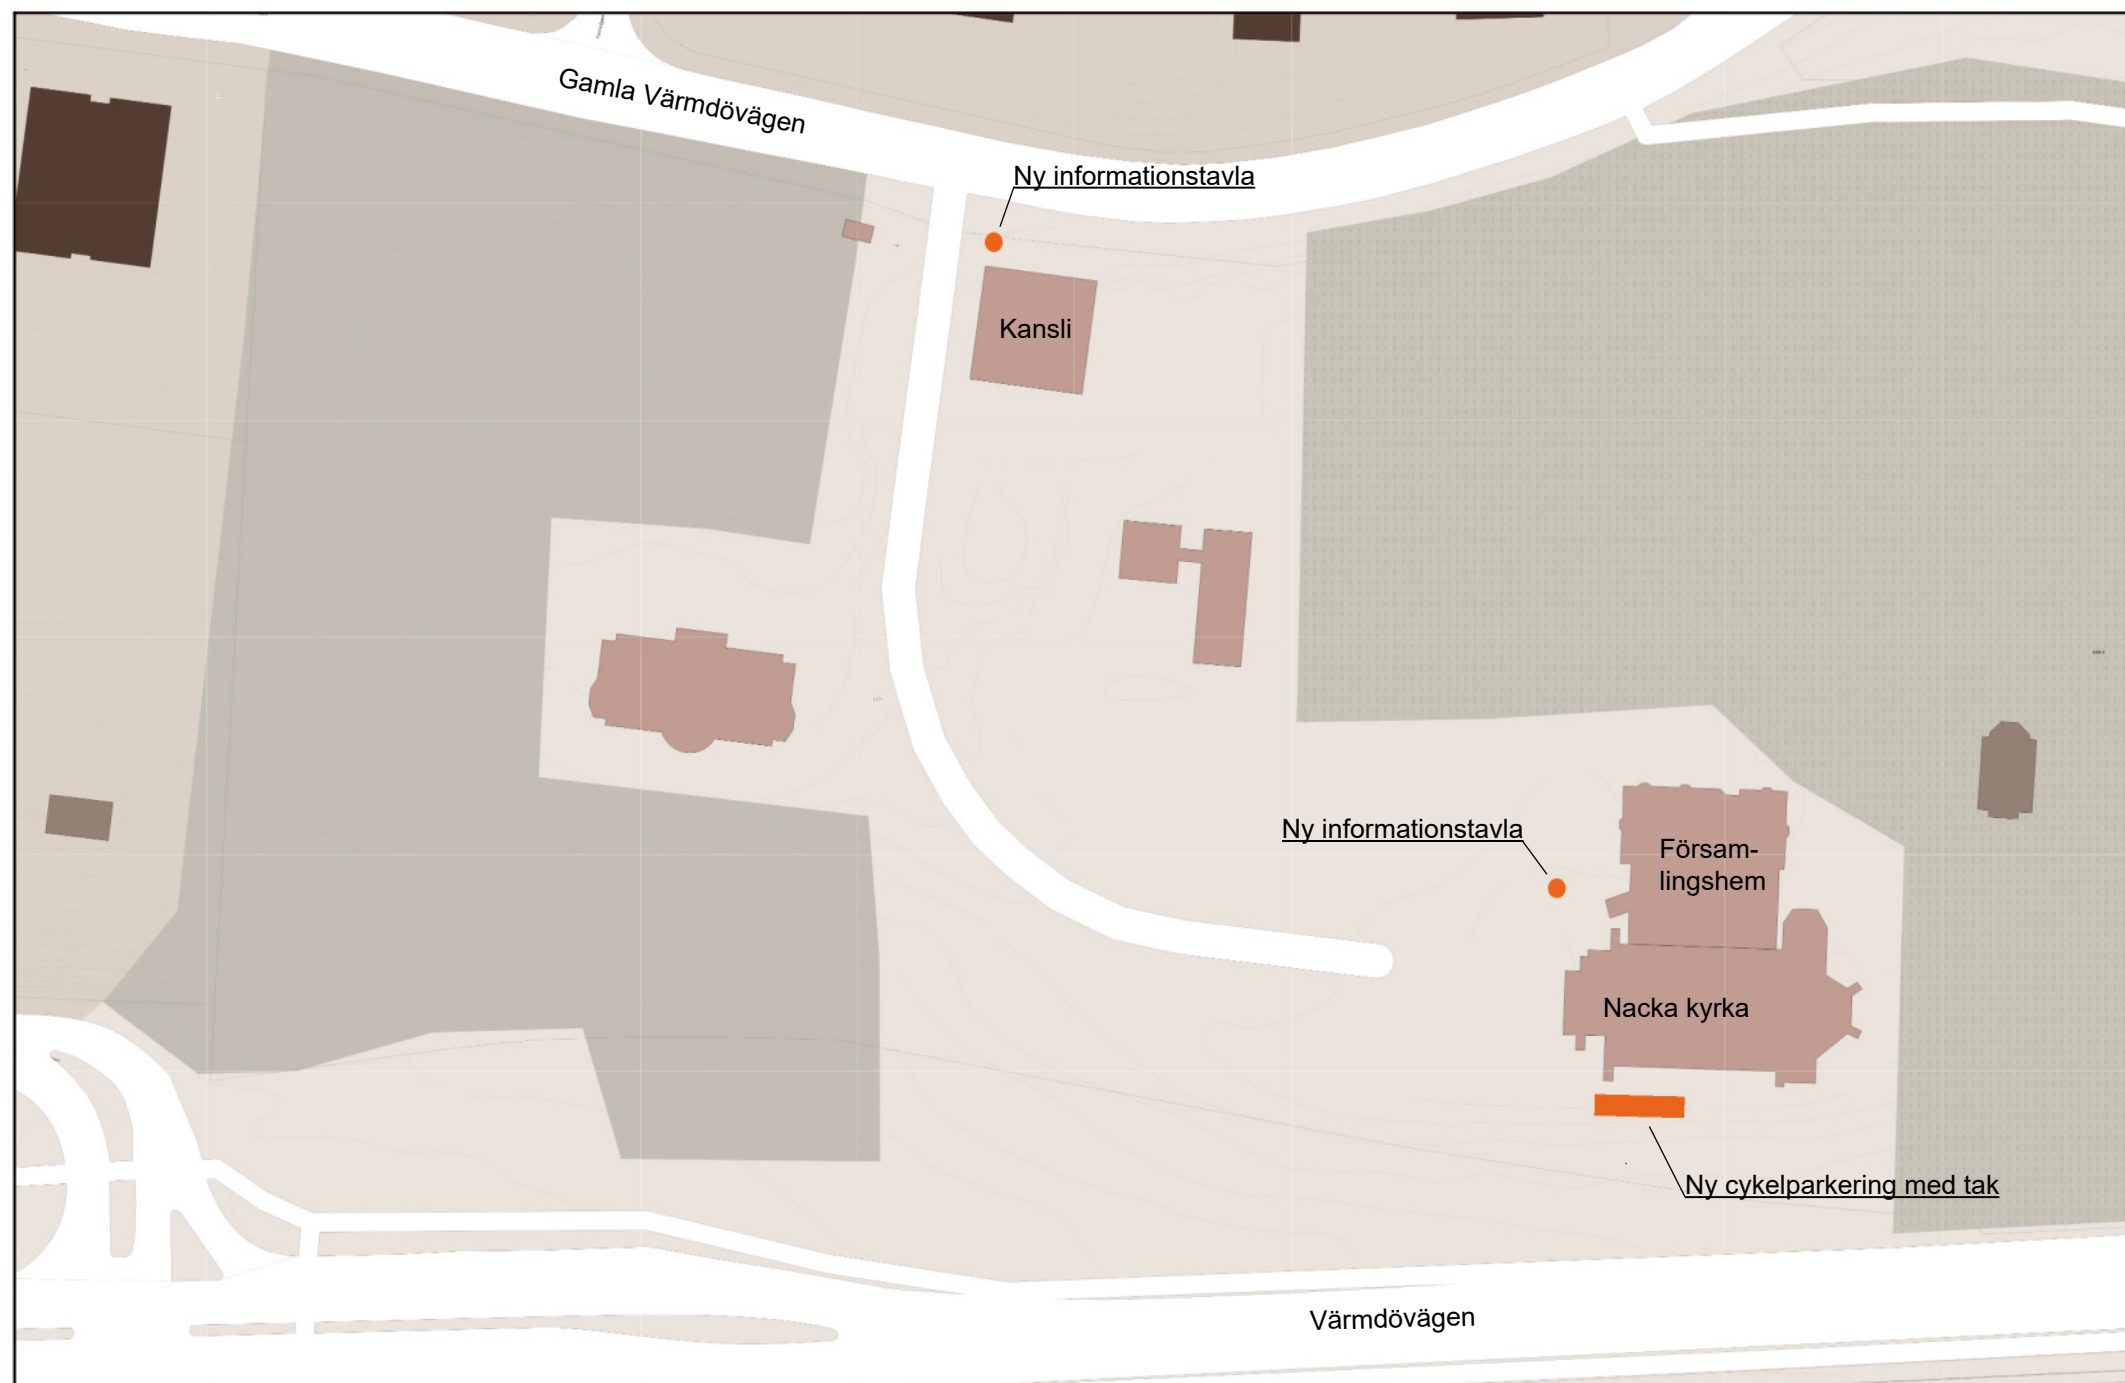 Gamla Värmdövägen
Ny informationstavla
Kansli
Ny informationstavla
Försam-
lingshem
Nacka kyrka
Ny cykelparkering med tak
Värmdövägen